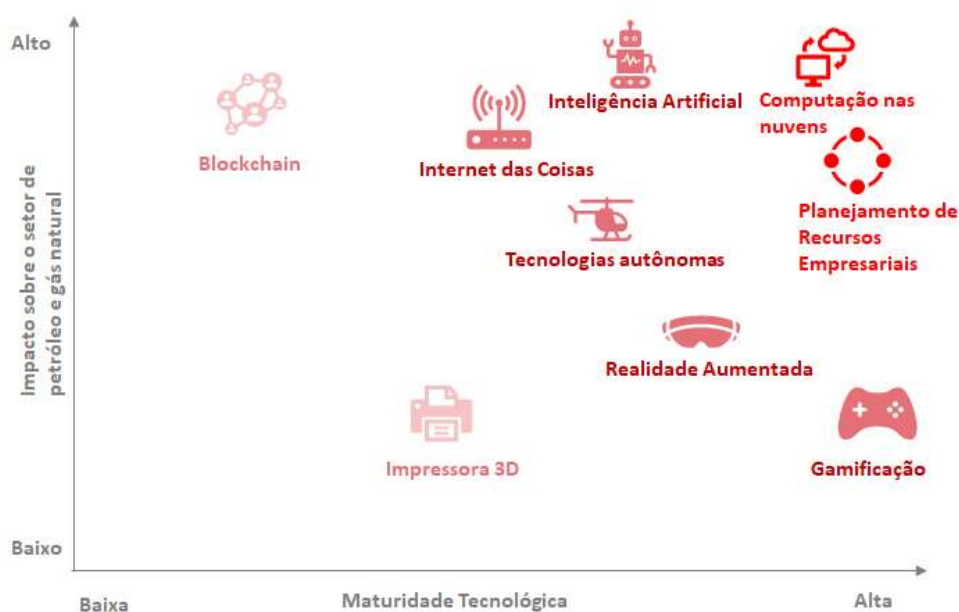 Alto
Inteligência Artificial
Computação nas
nuvens
Blockchain
Internet das Coisas
Planejamento de
Recursos
Empresariais
Tecnologias autônomas
Impacto sobre o setor de
petróleo e gás natural
Realidade Aumentada
Impressora 3D
Gamificação
Baixo
Baixa
Maturidade Tecnológica
Alta